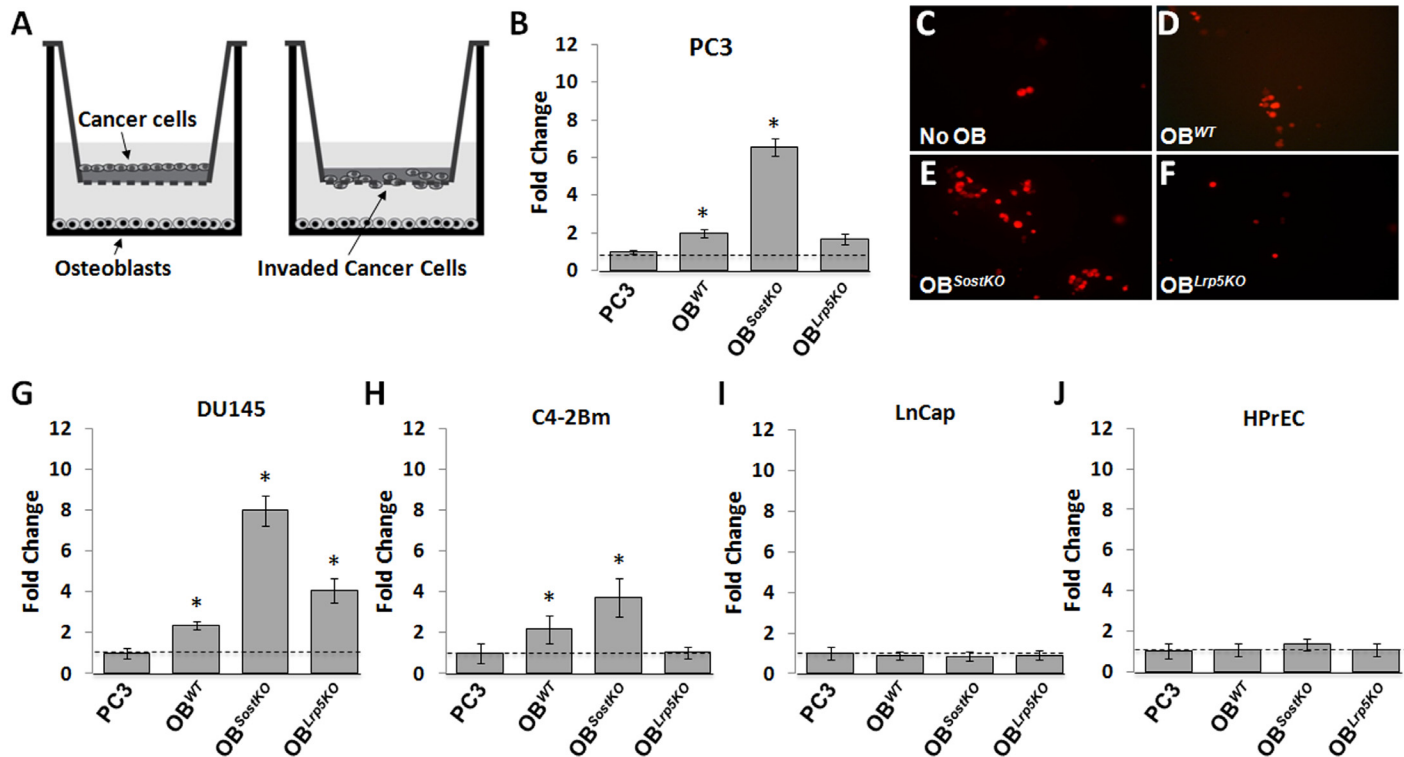 A
Cancer cells
Osteoblasts
Invaded Cancer Cells
B
PC3
Fold Change
12
10
8
6
4
2
0
PC3
OBWT
OBSostKO
OBLrp5KO
C
No OB
D
OBWT
E
OBSostKO
F
OBLrp5KO
G
DU145
Fold Change
12
10
8
6
4
2
0
*
*
*
PC3
OBWT
OBSostKO
OBLrp5KO
H
C4-2Bm
Fold Change
12
10
8
6
4
2
0
*
*
PC3
OBWT
OBSostKO
OBLrp5KO
I
LnCap
Fold Change
12
10
8
6
4
2
0
PC3
OBWT
OBSostKO
OBLrp5KO
J
HPrEC
Fold Change
12
10
8
6
4
2
0
PC3
OBWT
OBSostKO
OBLrp5KO